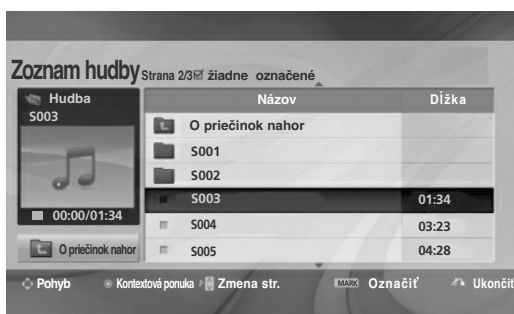 Zoznam hudby Strana 2/3 žiadne označené
Hudba
S003
00:00/01:34
O priečinok nahor
Názov Dĺžka
O priečinok nahor
S001
S002
S003 01:34
S004 03:23
S005 04:28
Pohyb Kontextová ponuka P Zmena str. MARK Označiť Ukončiť